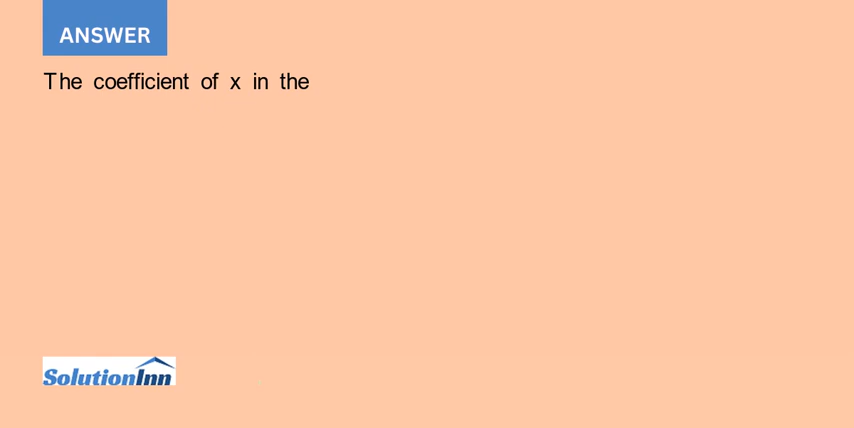 ANSWER
The coefficient of x in the
SolutionInn